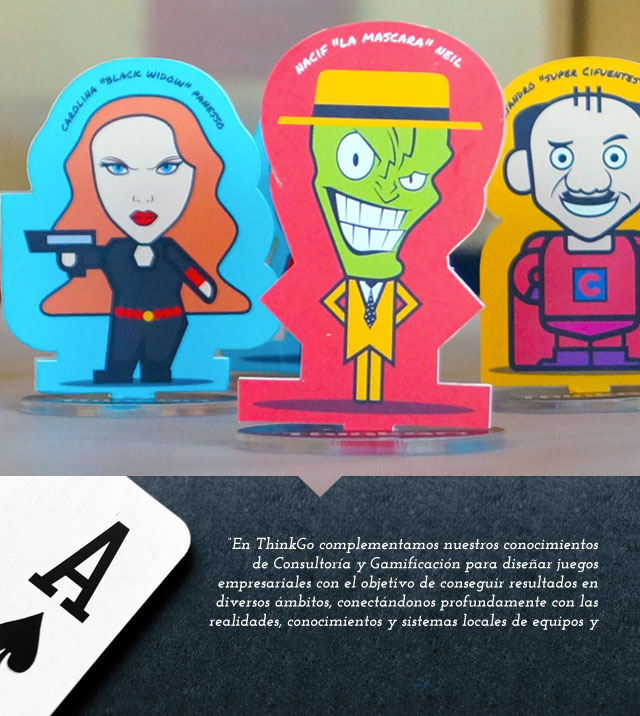 CAROLINA "BLACK WIDOW" PANESSO
NACIF "LA MASCARA" NEIL
"SUPER CIFUENTES"
C
A
"En ThinkGo complementamos nuestros conocimientos
de Consultoría y Gamificación para diseñar juegos
empresariales con el objetivo de conseguir resultados en
diversos ámbitos, conectándonos profundamente con las
realidades, conocimientos y sistemas locales de equipos y